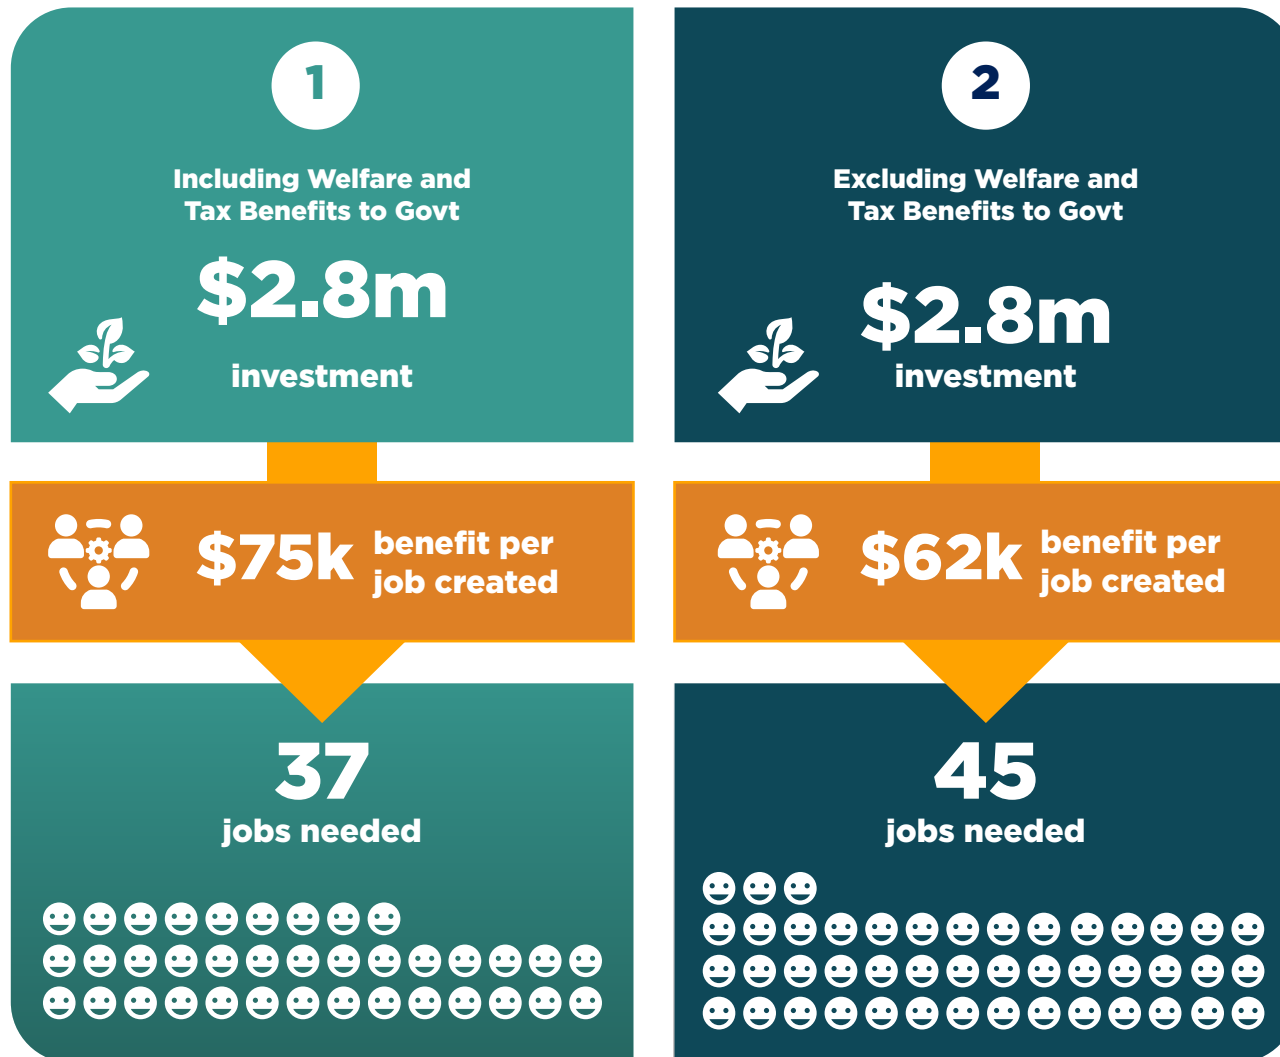 1
Including Welfare and
Tax Benefits to Govt
$2.8m
investment
$75k
benefit per
job created
37
jobs needed
2
Excluding Welfare and
Tax Benefits to Govt
$2.8m
investment
$62k
benefit per
job created
45
jobs needed